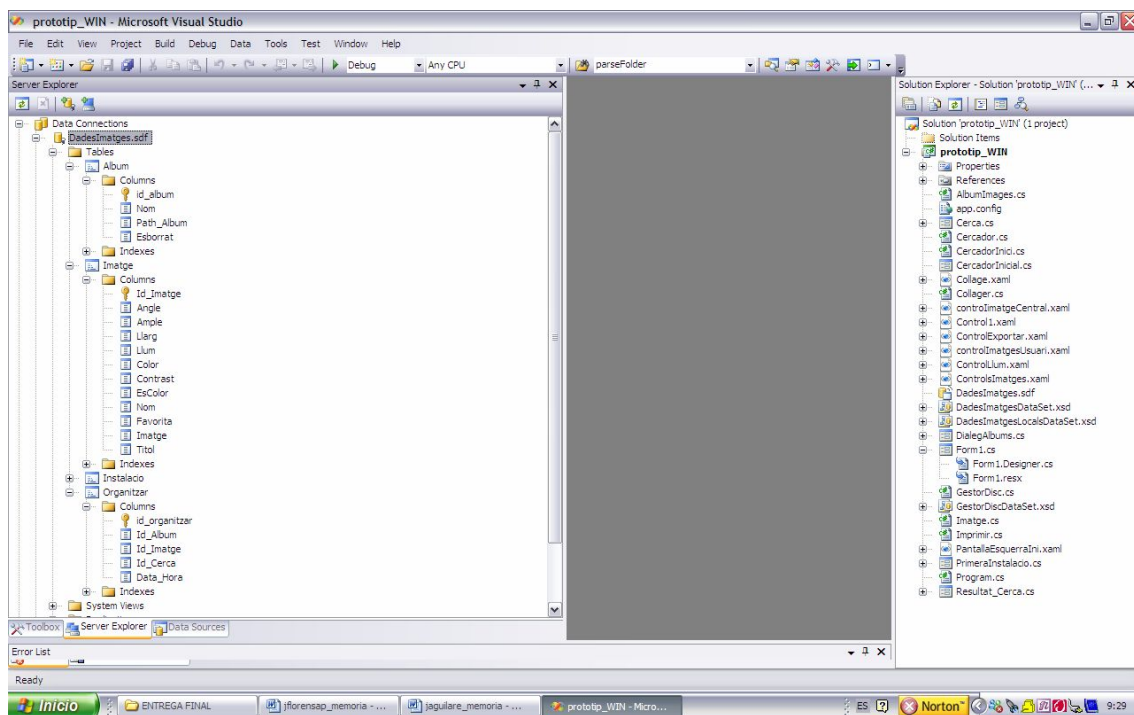 prototip_WIN - Microsoft Visual Studio
File Edit View Project Build Debug Data Tools Test Window Help
Debug Any CPU parseFolder
Server Explorer
Data Connections
DadesImatges.sdf
Tables
Album
Columns
id_album
Nom
Path_Album
Esborrat
Indexes
Imatge
Columns
Id_Imatge
Angle
Ample
Llarg
Llum
Color
Contrast
EsColor
Nom
Favorita
Imatge
Titol
Indexes
Instalacio
Organitzar
Columns
id_organitzar
Id_Album
Id_Imatge
Id_Cerca
Data_Hora
Indexes
System Views
Toolbox Server Explorer Data Sources
Solution Explorer - Solution 'prototip_WIN' (...
Solution 'prototip_WIN' (1 project)
Solution Items
prototip_WIN
Properties
References
AlbumImages.cs
app.config
Cerca.cs
Cercador.cs
CercadorInici.cs
CercadorInicial.cs
Collage.xaml
Collager.cs
controlImatgeCentral.xaml
Control1.xaml
ControlExportar.xaml
controlImatgesUsuari.xaml
ControlLlum.xaml
ControlsImatges.xaml
DadesImatges.sdf
DadesImatgesDataSet.xsd
DadesImatgesLocalsDataSet.xsd
DialegAlbums.cs
Form1.cs
Form1.Designer.cs
Form1.resx
GestorDisc.cs
GestorDiscDataSet.xsd
Imatge.cs
Imprimir.cs
PantallaEsquerraIni.xaml
PrimeraInstalacio.cs
Program.cs
Resultat_Cerca.cs
Error List
Ready
Inicio ENTREGA FINAL jflorensap_memoria - ... jaguilare_memoria - ... prototip_WIN - Micro... ES Norton™ 9:29